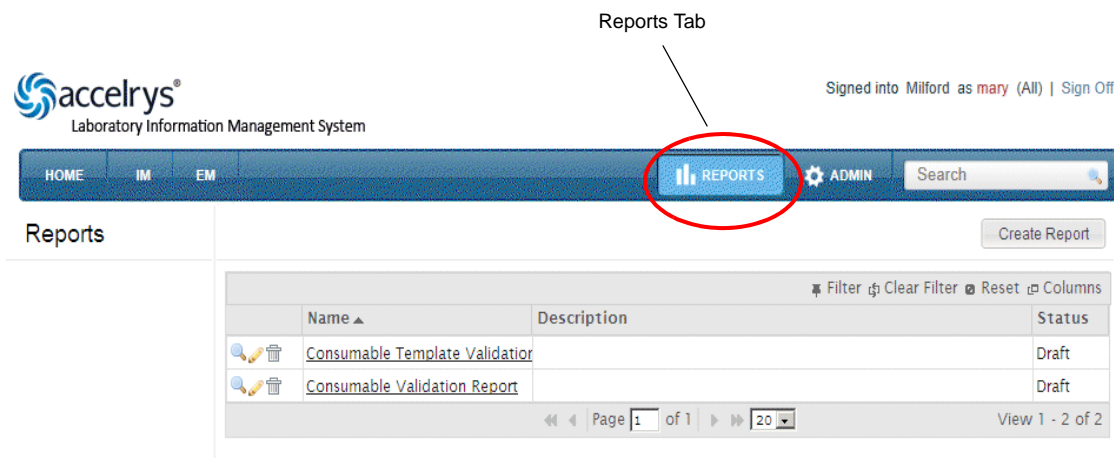 Reports Tab
accelrys®
Signed into Milford as mary (All) | Sign Off
Laboratory Information Management System
HOME IM EM REPORTS ADMIN Search
Reports
Create Report
Filter Clear Filter Reset Columns
Name Description Status
Consumable Template Validation Draft
Consumable Validation Report Draft
Page 1 of 1 20 View 1 - 2 of 2